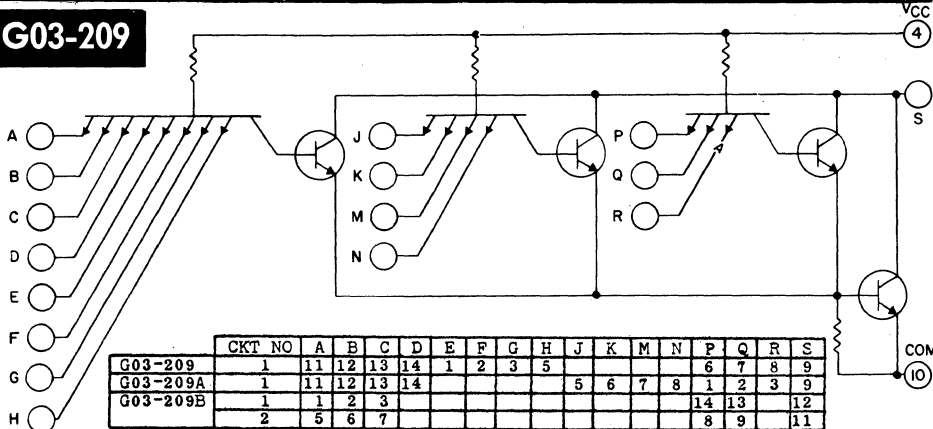 G03-209
VCC
4
S
A
B
C
D
E
F
G
H
J
K
M
N
P
Q
R
COM
10
CKT NO A B C D E F G H J K M N P Q R S
G03-209 1 11 12 13 14 1 2 3 5 6 7 8 9
G03-209A 1 11 12 13 14 5 6 7 8 1 2 3 9
G03-209B 1 1 2 3 14 13 12
2 5 6 7 8 9 11